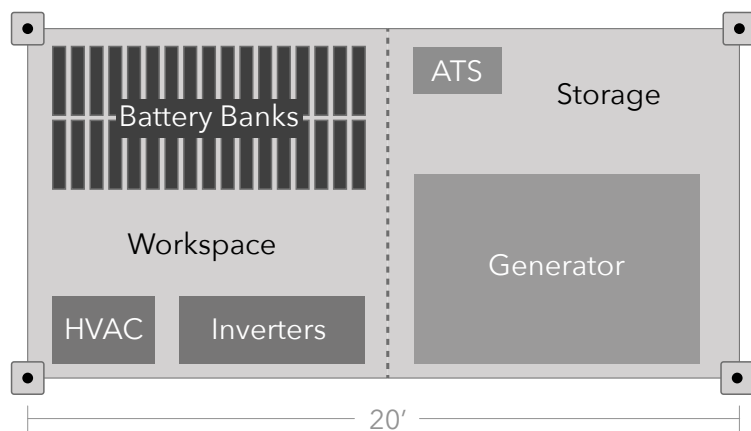 ATS
Storage
Battery Banks
Workspace
Generator
HVAC
Inverters
20′